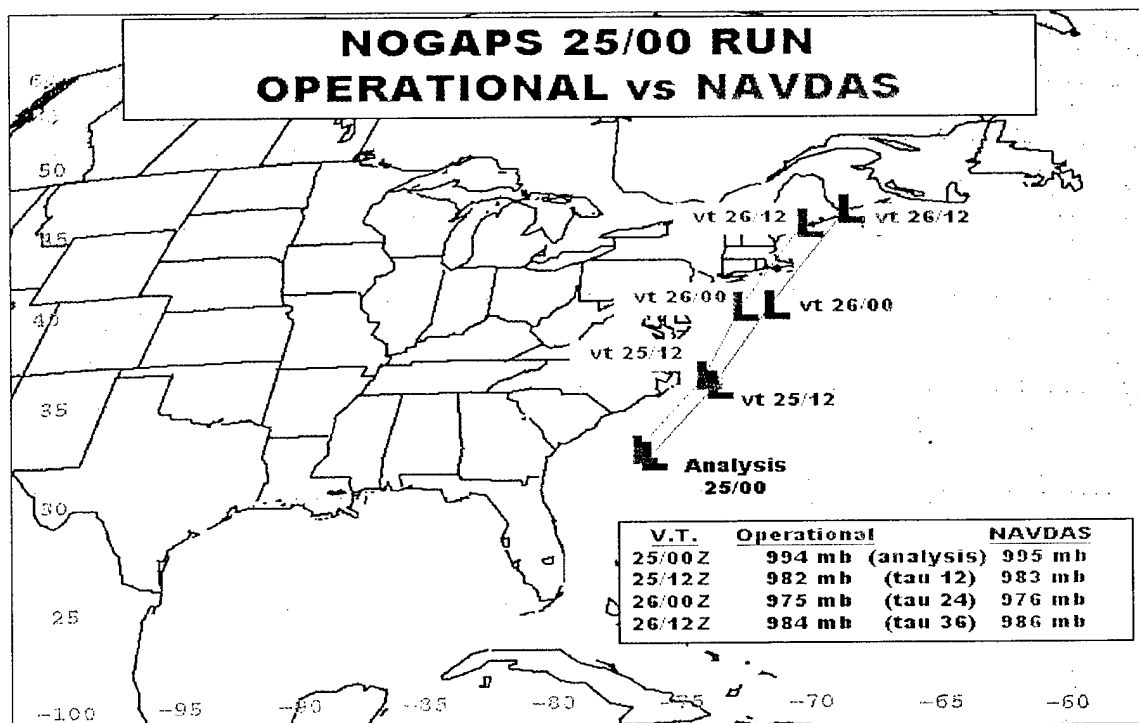 NOGAPS 25/00 RUN
OPERATIONAL vs NAVDAS
50
45
40
35
30
25
vt 26/12
vt 26/12
vt 26/00
vt 26/00
vt 25/12
vt 25/12
L
L
L
L
L
L
L
L
Analysis
25/00
V.T. Operational NAVDAS
25/00Z 994 mb (analysis) 995 mb
25/12Z 982 mb (tau 12) 983 mb
26/00Z 975 mb (tau 24) 976 mb
26/12Z 984 mb (tau 36) 986 mb
-100 -95 -90 -85 -80 -75 -70 -65 -60